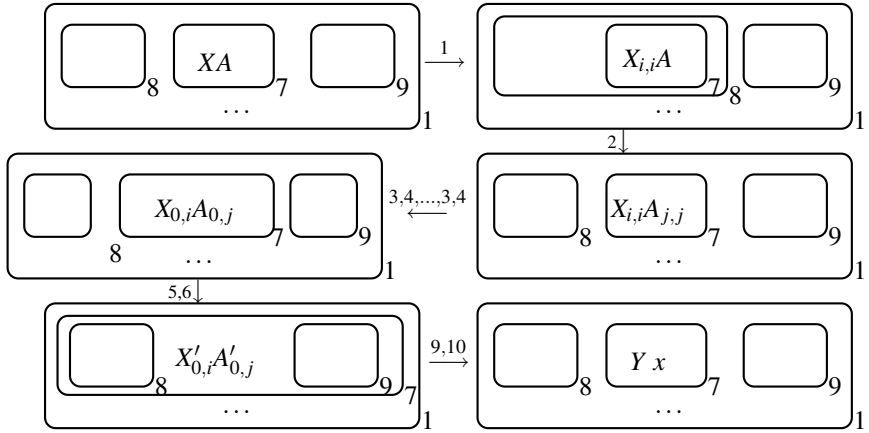 XA 8 7 9 … 1
1
X_{i,i}A 7 8 9 … 1
2
X_{i,i}A_{j,j} 8 7 9 … 1
3,4,...,3,4
X_{0,i}A_{0,j} 8 7 9 … 1
5,6
X'_{0,i}A'_{0,j} 8 9 7 … 1
9,10
Y x 8 7 9 … 1